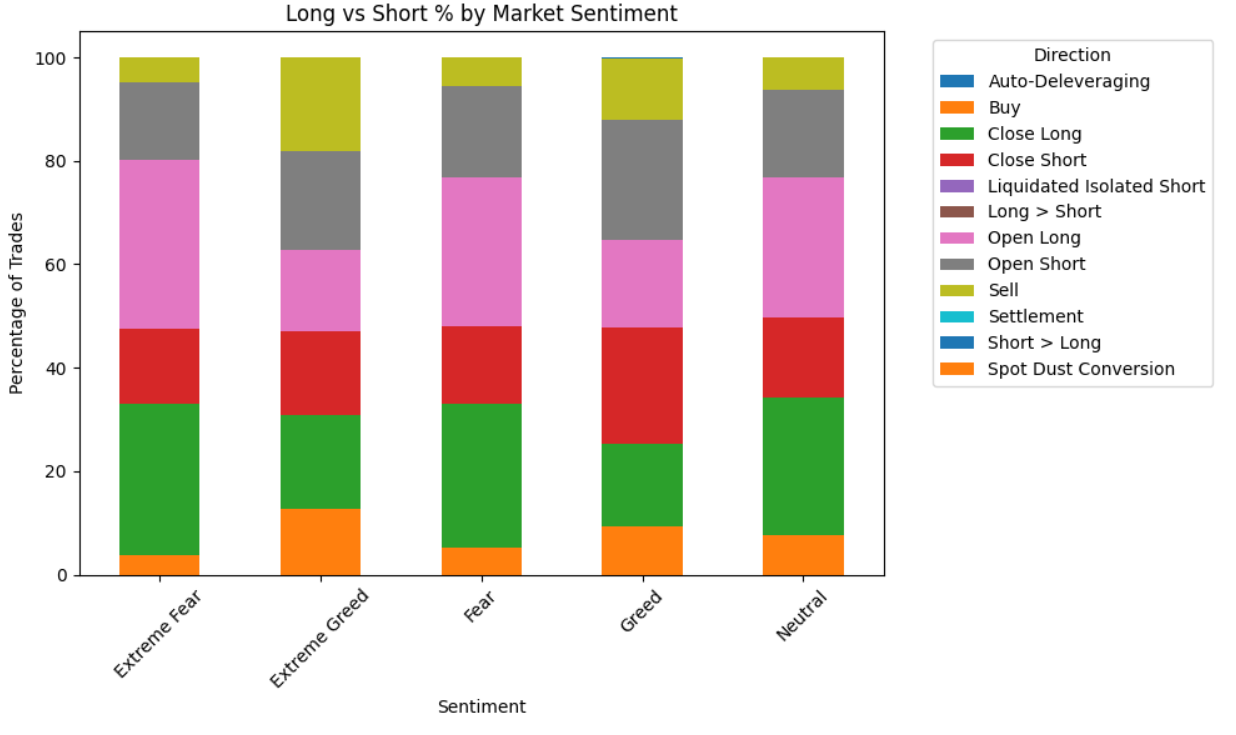 Long vs Short % by Market Sentiment
Percentage of Trades
100
80
60
40
20
0
Extreme Fear
Extreme Greed
Fear
Greed
Neutral
Sentiment
Direction
Auto-Deleveraging
Buy
Close Long
Close Short
Liquidated Isolated Short
Long > Short
Open Long
Open Short
Sell
Settlement
Short > Long
Spot Dust Conversion